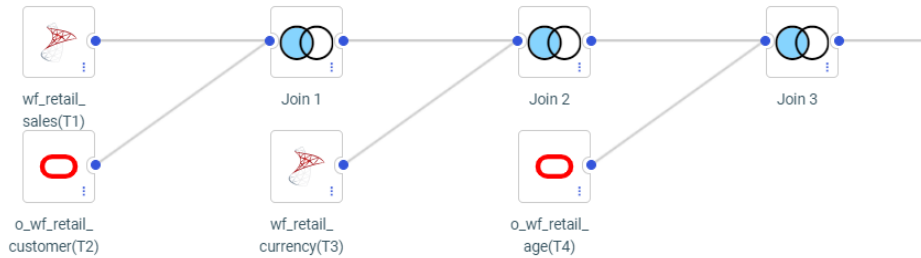 wf_retail_
sales(T1)
Join 1
Join 2
Join 3
o_wf_retail_
customer(T2)
wf_retail_
currency(T3)
o_wf_retail_
age(T4)